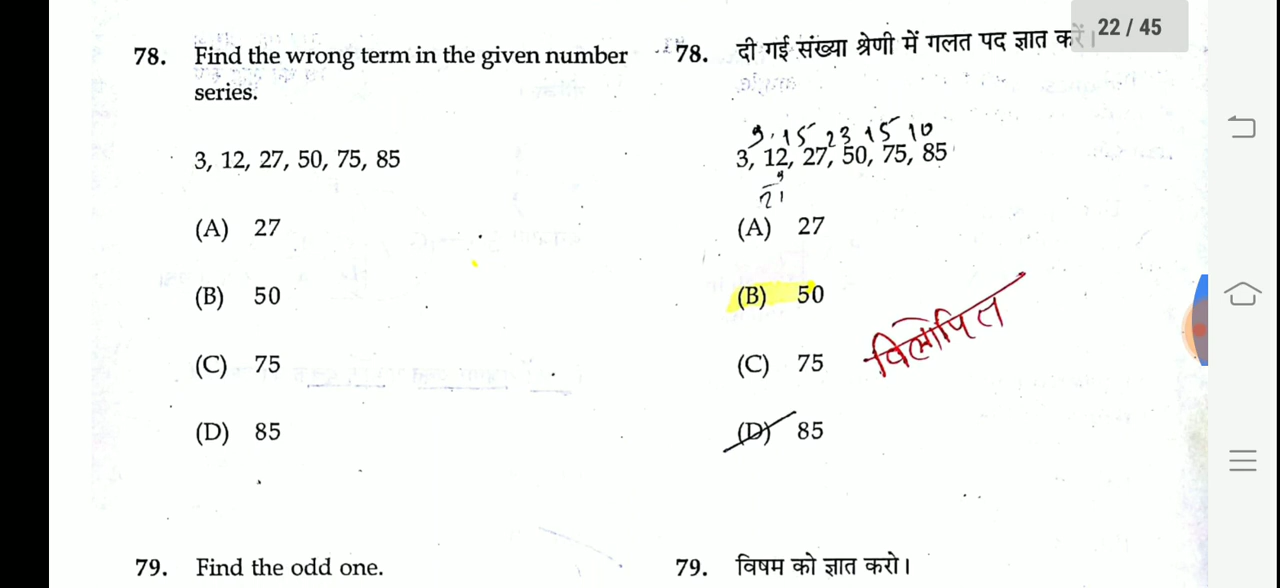 22 / 45
78. Find the wrong term in the given number
series.
3, 12, 27, 50, 75, 85
(A) 27
(B) 50
(C) 75
(D) 85
79. Find the odd one.
78. दी गई संख्या श्रेणी में गलत पद ज्ञात करें।
9 15 23 15 10
3, 12, 27, 50, 75, 85
(A) 27
(B) 50
(C) 75
(D) 85
विलोपित
79. विषम को ज्ञात करो।